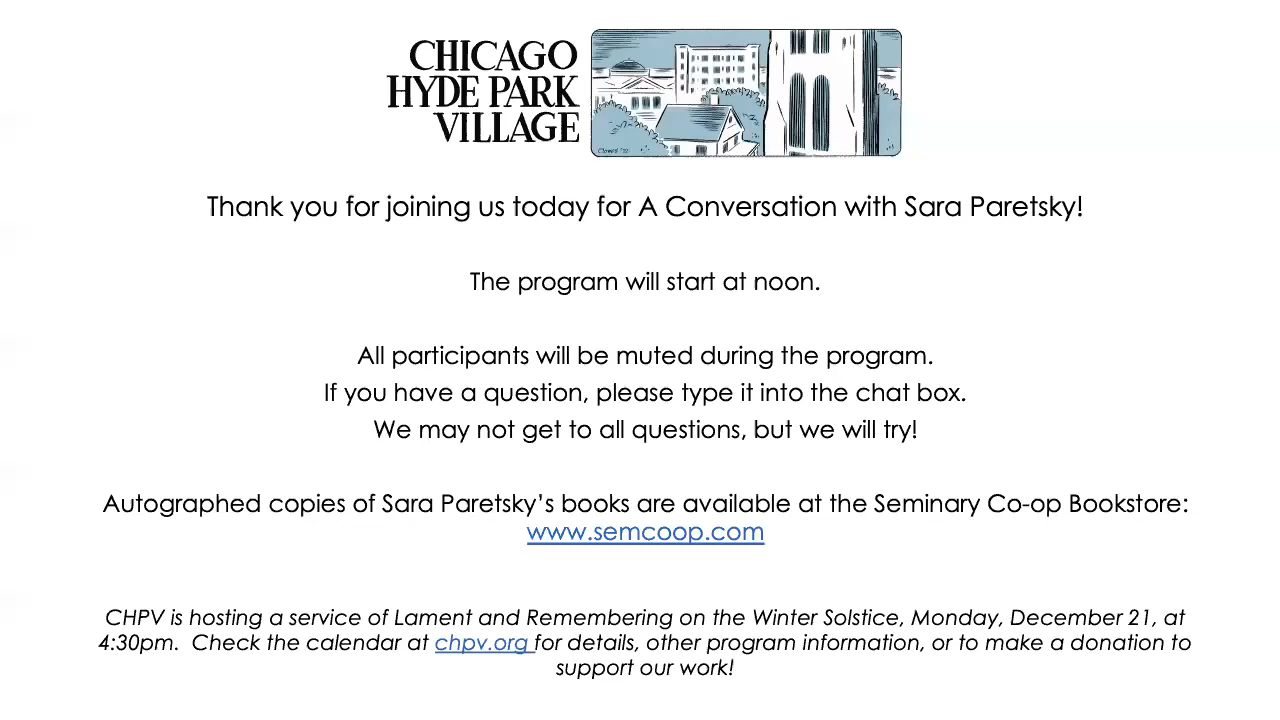 CHICAGO
HYDE PARK
VILLAGE
Thank you for joining us today for A Conversation with Sara Paretsky!
The program will start at noon.
All participants will be muted during the program.
If you have a question, please type it into the chat box.
We may not get to all questions, but we will try!
Autographed copies of Sara Paretsky’s books are available at the Seminary Co-op Bookstore:
www.semcoop.com
CHPV is hosting a service of Lament and Remembering on the Winter Solstice, Monday, December 21, at
4:30pm.  Check the calendar at chpv.org for details, other program information, or to make a donation to
support our work!